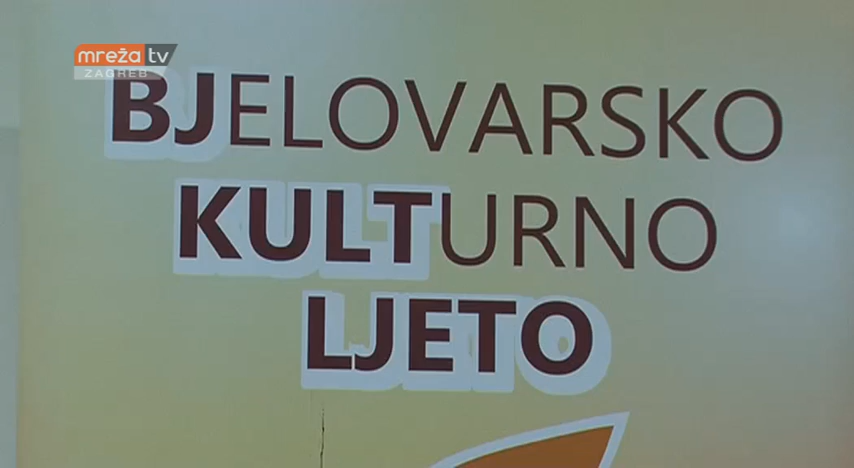 mreža tv
ZAGREB
BJELOVARSKO
KULTURNO
LJETO